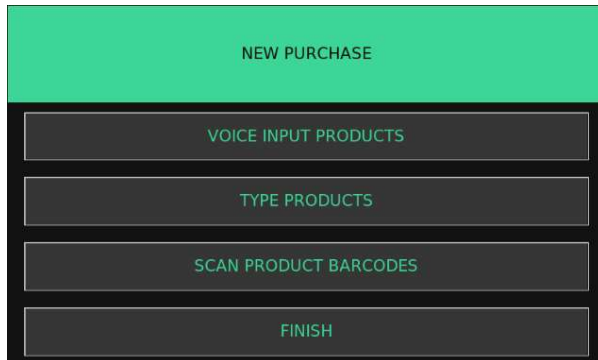 NEW PURCHASE
VOICE INPUT PRODUCTS
TYPE PRODUCTS
SCAN PRODUCT BARCODES
FINISH